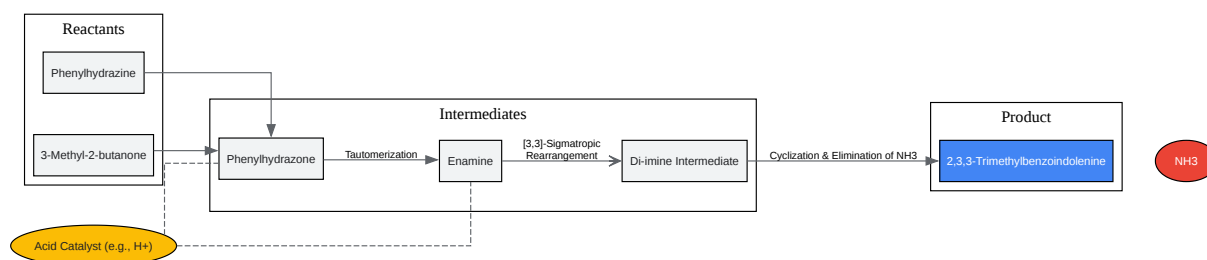 Reactants
Phenylhydrazine
3-Methyl-2-butanone
Acid Catalyst (e.g., H+)
Intermediates
Phenylhydrazone
Tautomerization
Enamine
[3,3]-Sigmatropic
Rearrangement
Di-imine Intermediate
Cyclization & Elimination of NH3
Product
2,3,3-Trimethylbenzoindolenine
NH3